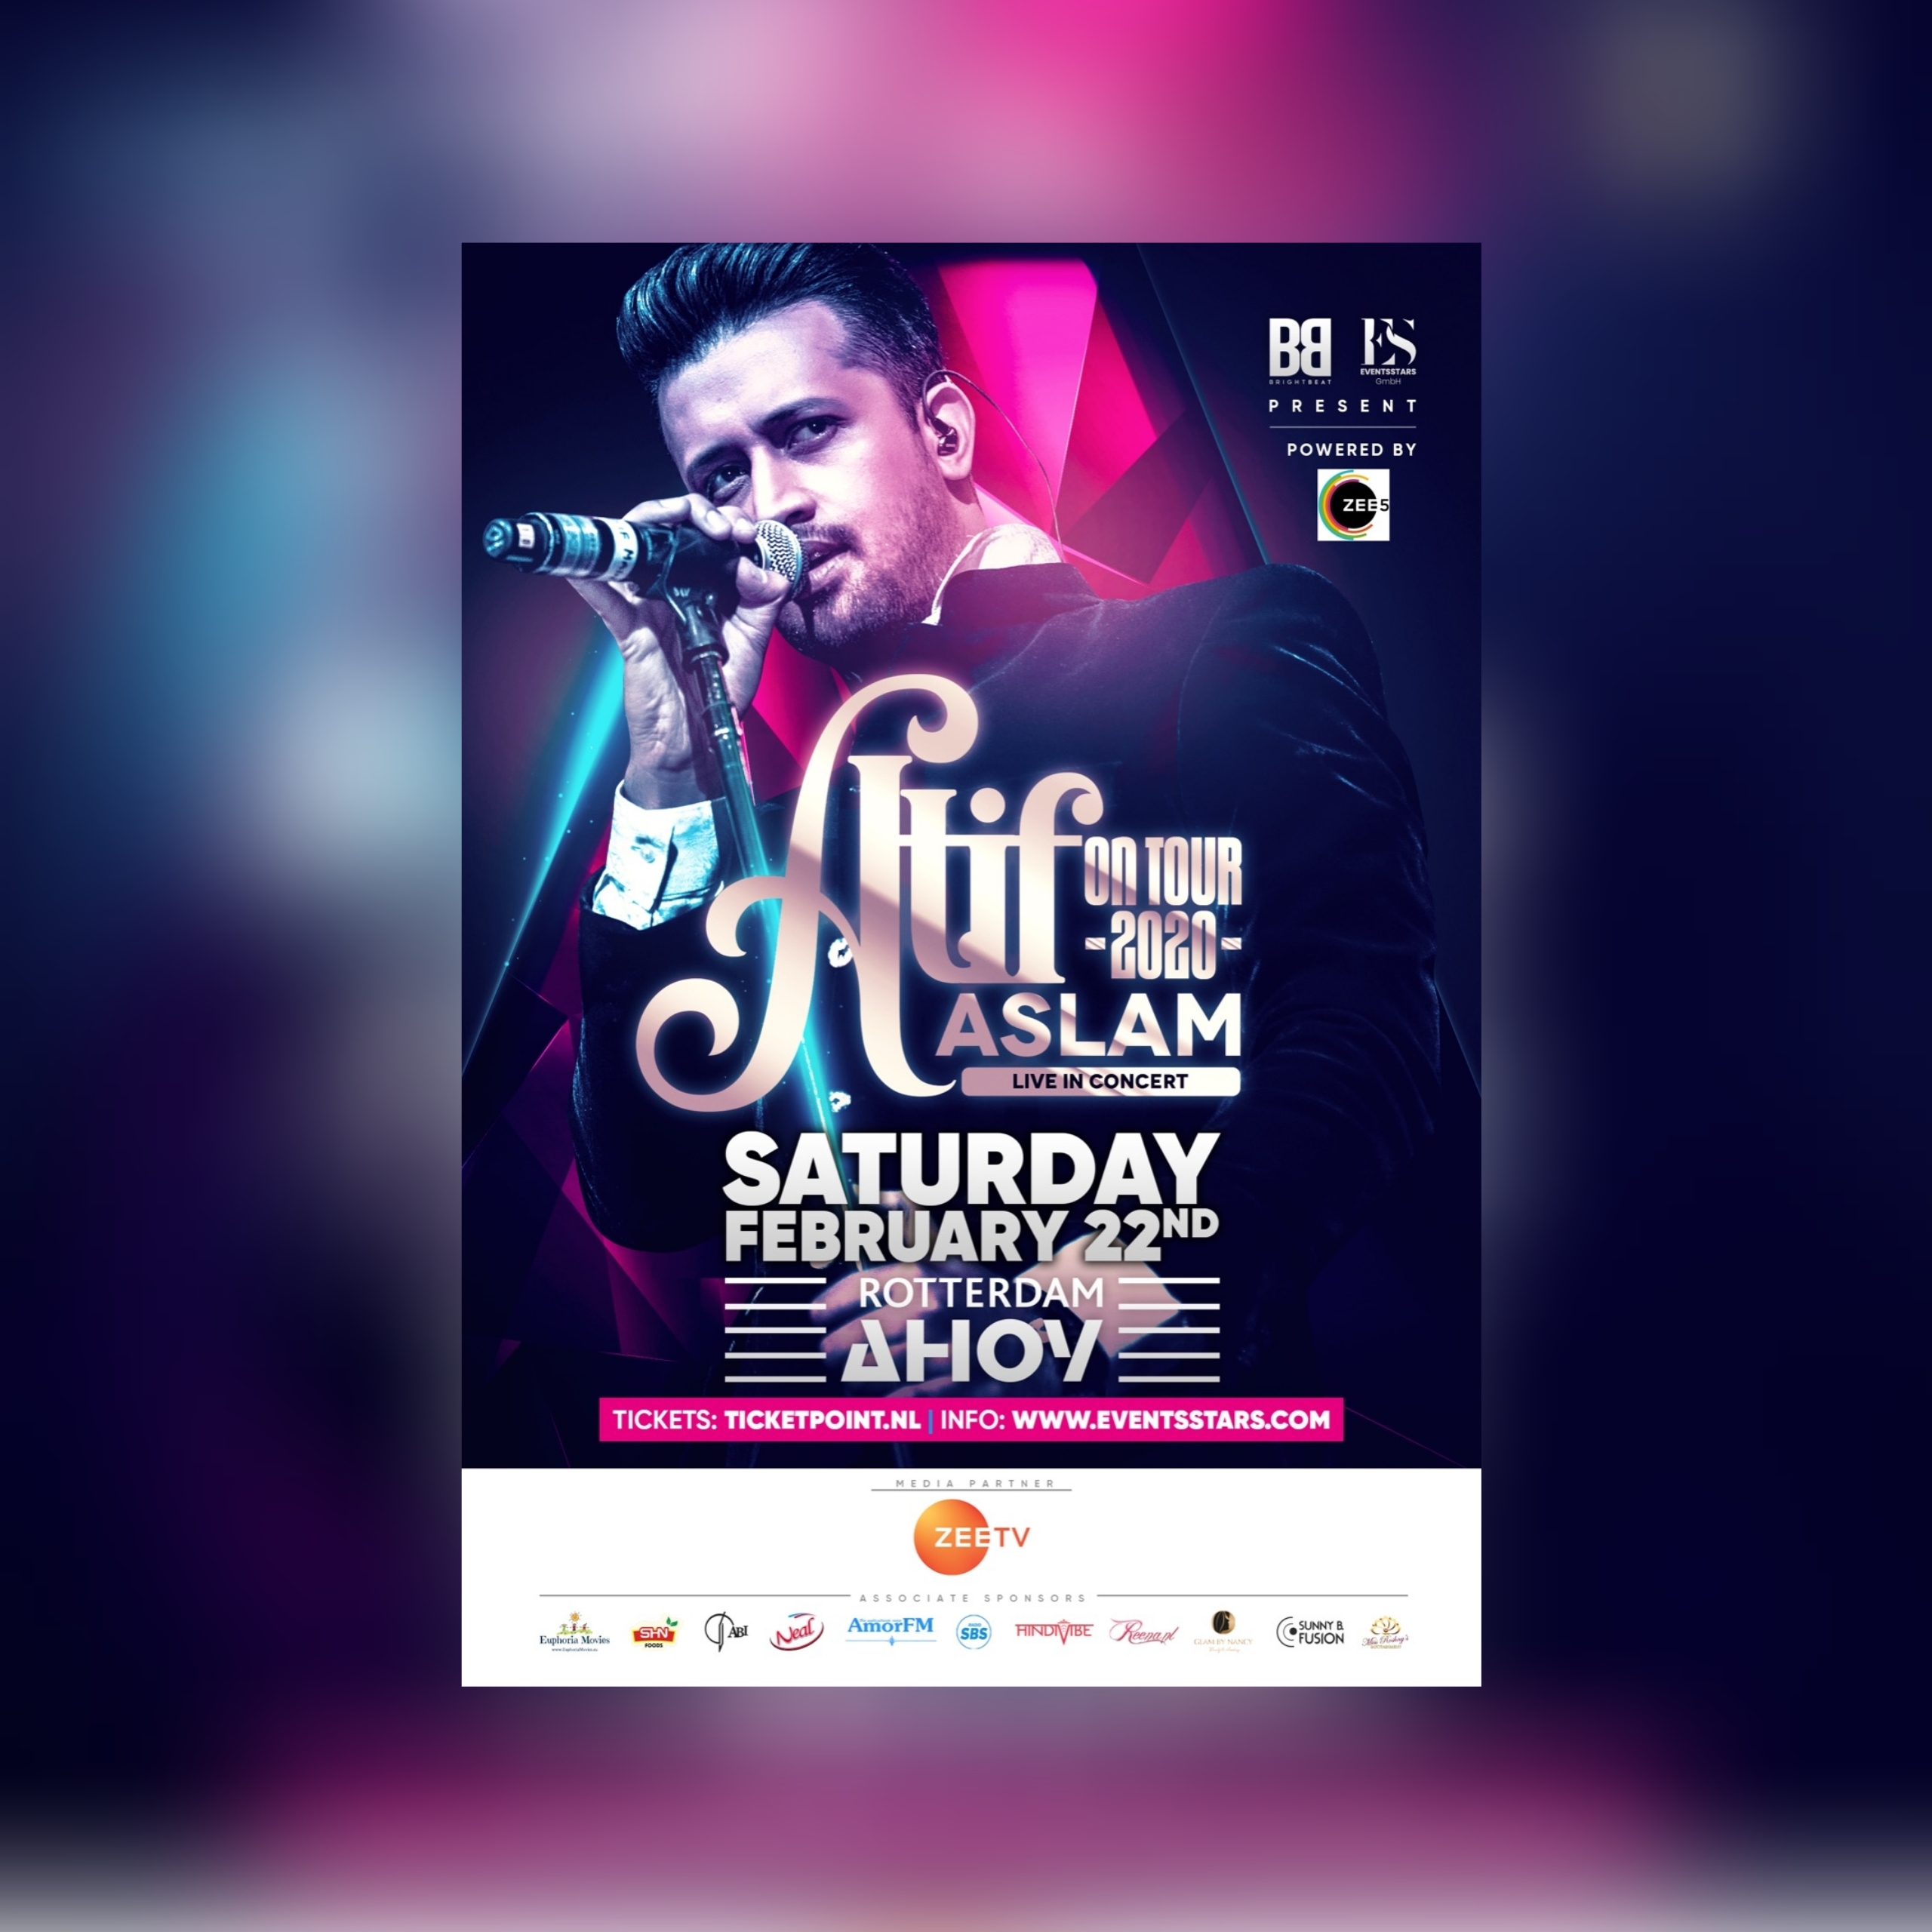 BB
BRIGHTBEAT
ES
EVENTSSTARS
GmbH
PRESENT
POWERED BY
ZEE5
Atif
ON TOUR
-2020-
ASLAM
LIVE IN CONCERT
SATURDAY
FEBRUARY 22ND
ROTTERDAM
AHOY
TICKETS: TICKETPOINT.NL | INFO: WWW.EVENTSSTARS.COM
MEDIA PARTNER
ZEETV
ASSOCIATE SPONSORS
Euphoria Movies
SHN
FOODS
ABI
Neal
AmorFM
SBS
HINDIVIBE
Reena.nl
GLAM BY NANCY
SUNNY B.
FUSION